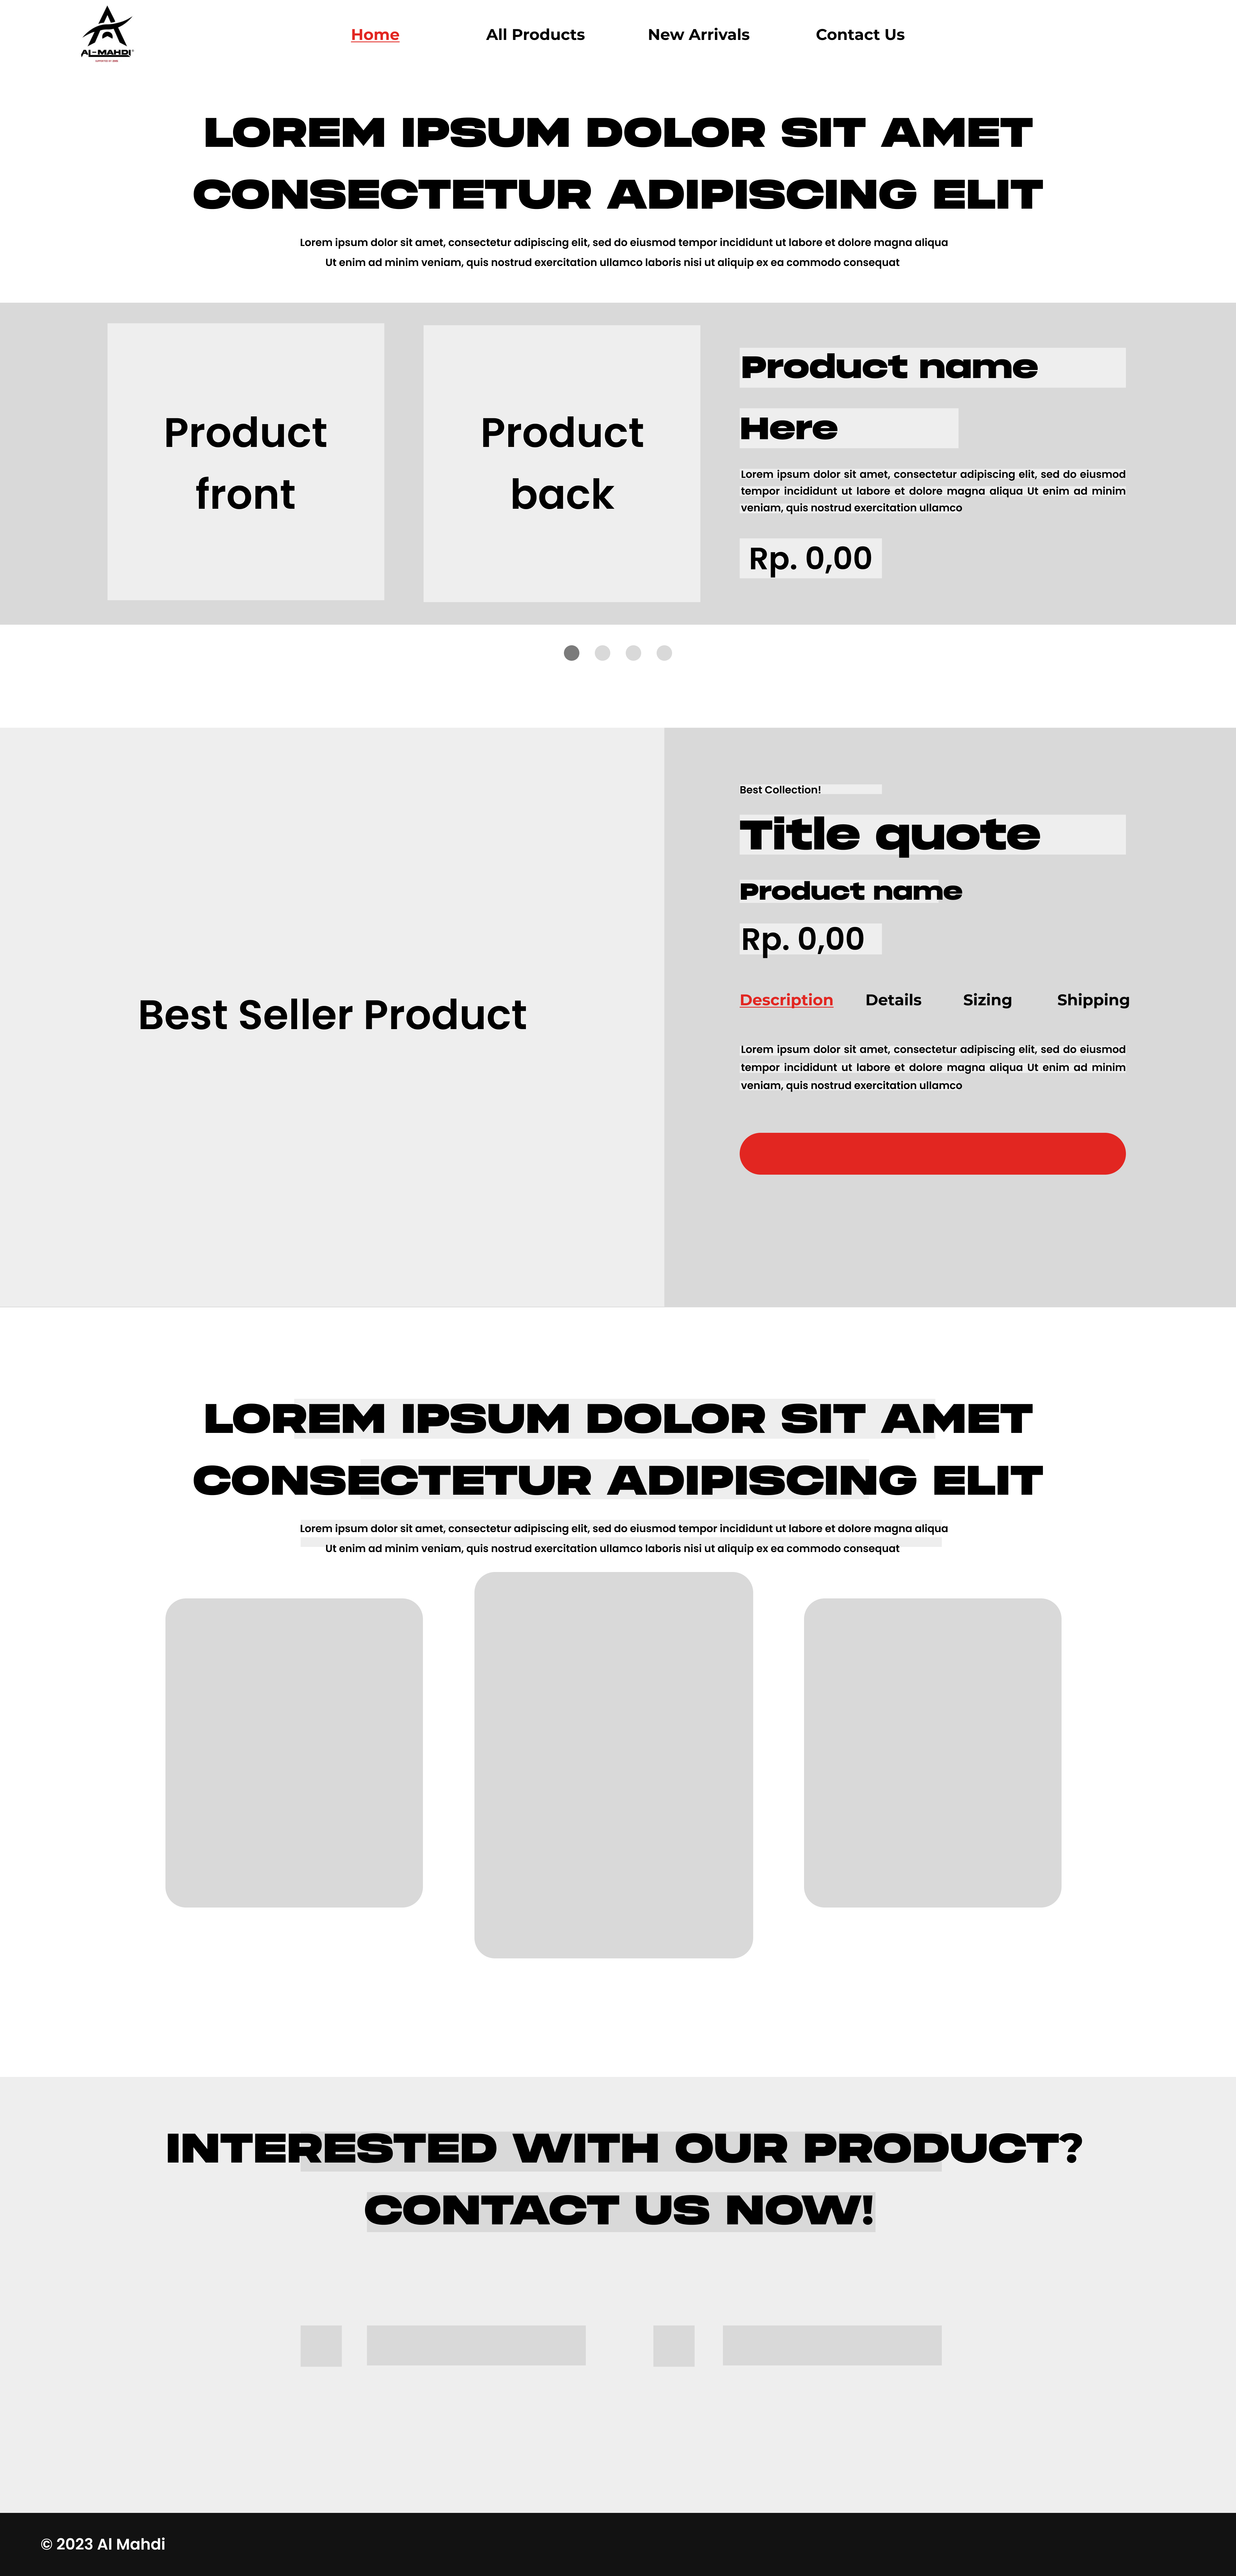 AL-MAHDI
Home
All Products
New Arrivals
Contact Us
LOREM IPSUM DOLOR SIT AMET
CONSECTETUR ADIPISCING ELIT
Lorem ipsum dolor sit amet, consectetur adipiscing elit, sed do eiusmod tempor incididunt ut labore et dolore magna aliqua
Ut enim ad minim veniam, quis nostrud exercitation ullamco laboris nisi ut aliquip ex ea commodo consequat
Product
front
Product
back
Product name
Here
Lorem ipsum dolor sit amet, consectetur adipiscing elit, sed do eiusmod
tempor incididunt ut labore et dolore magna aliqua Ut enim ad minim
veniam, quis nostrud exercitation ullamco
Rp. 0,00
Best Seller Product
Best Collection!
Title quote
Product name
Rp. 0,00
Description
Details
Sizing
Shipping
Lorem ipsum dolor sit amet, consectetur adipiscing elit, sed do eiusmod
tempor incididunt ut labore et dolore magna aliqua Ut enim ad minim
veniam, quis nostrud exercitation ullamco
LOREM IPSUM DOLOR SIT AMET
CONSECTETUR ADIPISCING ELIT
Lorem ipsum dolor sit amet, consectetur adipiscing elit, sed do eiusmod tempor incididunt ut labore et dolore magna aliqua
Ut enim ad minim veniam, quis nostrud exercitation ullamco laboris nisi ut aliquip ex ea commodo consequat
INTERESTED WITH OUR PRODUCT?
CONTACT US NOW!
© 2023 Al Mahdi